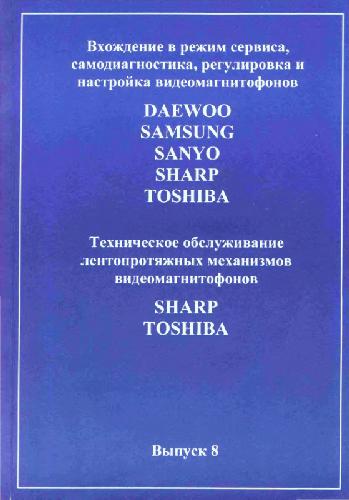 Вхождение в режим сервиса,
самодиагностика, регулировка и
настройка видеомагнитофонов
DAEWOO
SAMSUNG
SANYO
SHARP
TOSHIBA
Техническое обслуживание
лентопротяжных механизмов
видеомагнитофонов
SHARP
TOSHIBA
Выпуск 8